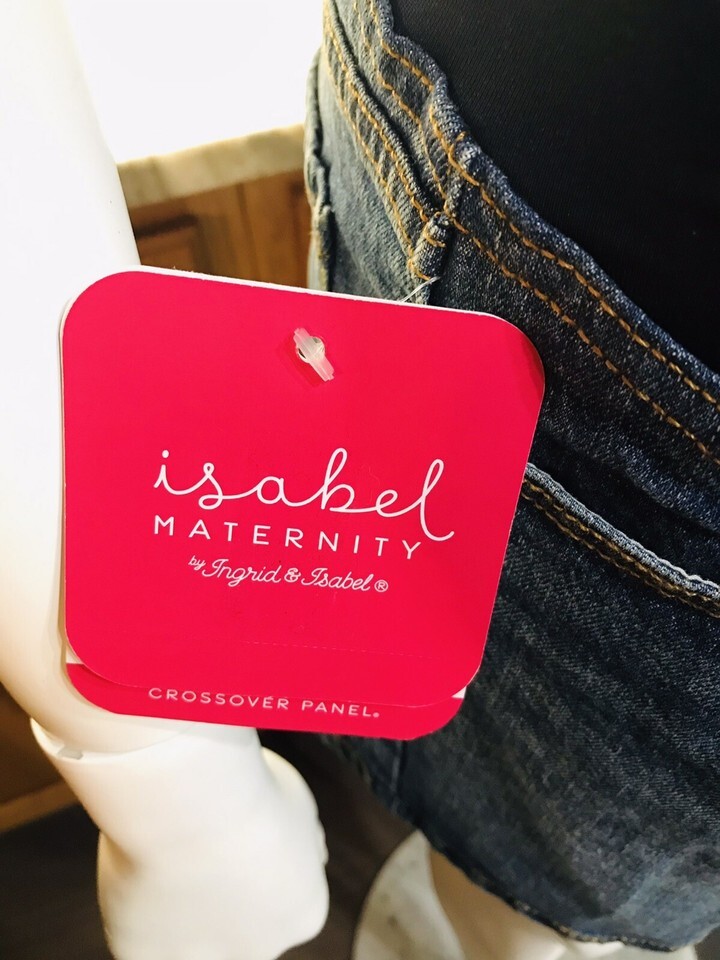 isabel
MATERNITY
by Ingrid & Isabel®
CROSSOVER PANEL®